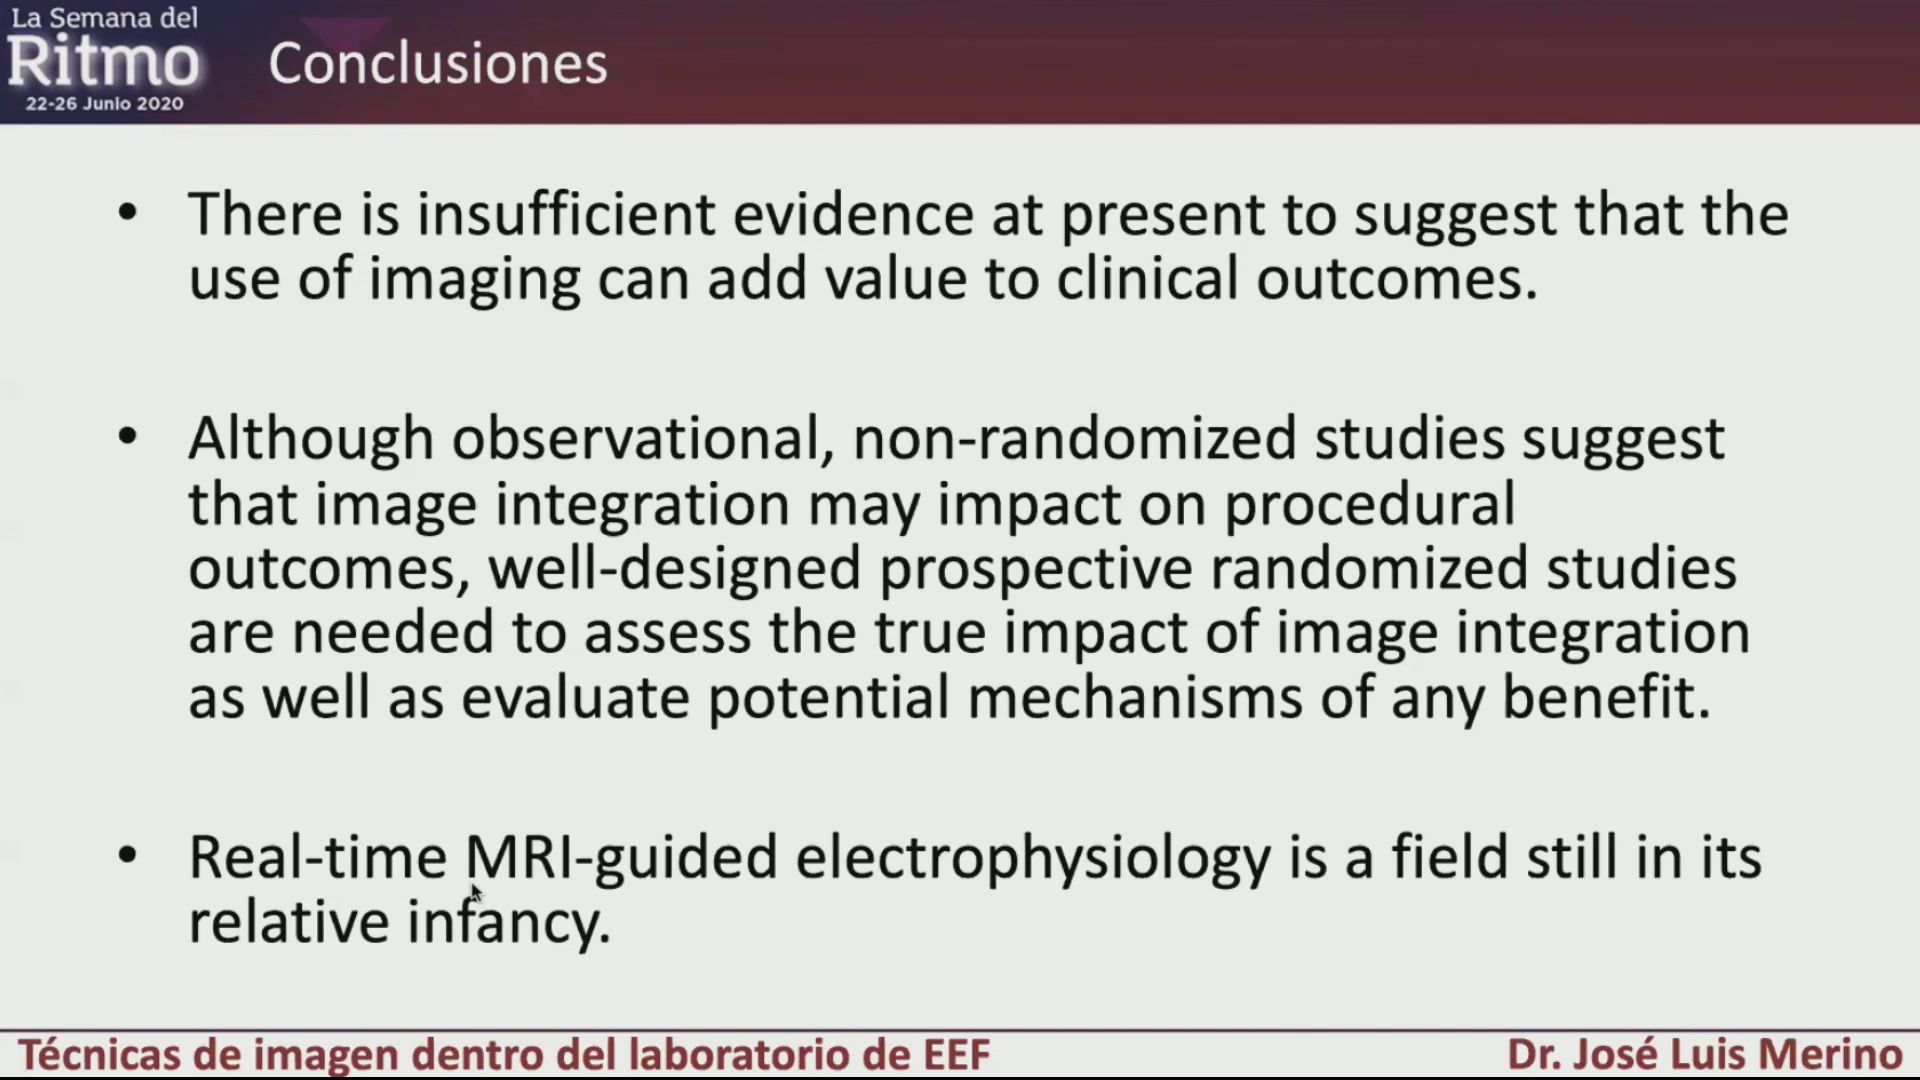 La Semana del
Ritmo
22-26 Junio 2020
Conclusiones
• There is insufficient evidence at present to suggest that the
use of imaging can add value to clinical outcomes.
• Although observational, non-randomized studies suggest
that image integration may impact on procedural
outcomes, well-designed prospective randomized studies
are needed to assess the true impact of image integration
as well as evaluate potential mechanisms of any benefit.
• Real-time MRI-guided electrophysiology is a field still in its
relative infancy.
Técnicas de imagen dentro del laboratorio de EEF
Dr. José Luis Merino